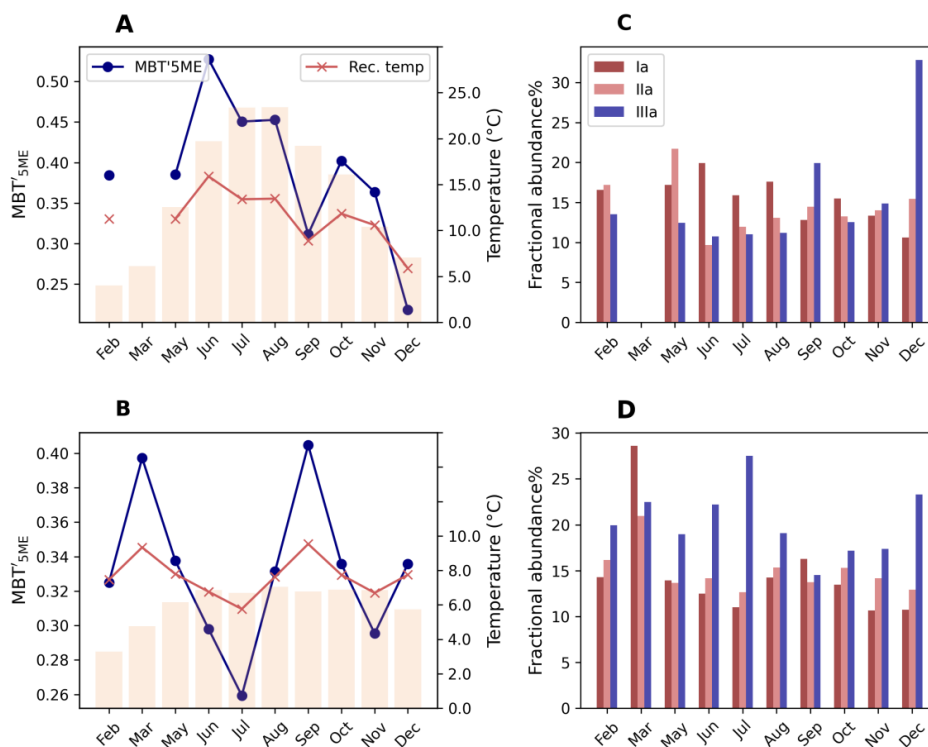 A
MBT'5ME
Rec. temp
0.50
0.45
0.40
0.35
0.30
0.25
MBT′5ME
25.0
20.0
15.0
10.0
5.0
0.0
Temperature (°C)
Feb Mar May Jun Jul Aug Sep Oct Nov Dec
C
Ia
IIa
IIIa
30
25
20
15
10
5
0
Fractional abundance%
Feb Mar May Jun Jul Aug Sep Oct Nov Dec
B
0.40
0.38
0.36
0.34
0.32
0.30
0.28
0.26
MBT′5ME
10.0
8.0
6.0
4.0
2.0
0.0
Temperature (°C)
Feb Mar May Jun Jul Aug Sep Oct Nov Dec
D
30
25
20
15
10
5
0
Fractional abundance%
Feb Mar May Jun Jul Aug Sep Oct Nov Dec